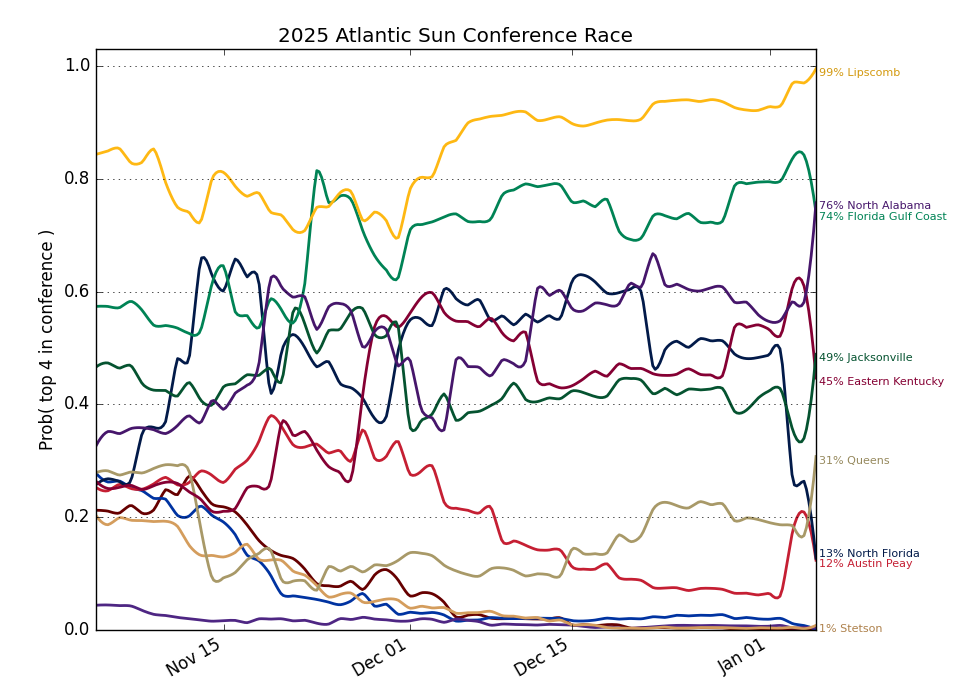 2025 Atlantic Sun Conference Race
1.0
0.8
0.6
0.4
0.2
0.0
Prob( top 4 in conference )
Nov 15
Dec 01
Dec 15
Jan 01
99% Lipscomb
76% North Alabama
74% Florida Gulf Coast
49% Jacksonville
45% Eastern Kentucky
31% Queens
13% North Florida
12% Austin Peay
1% Stetson